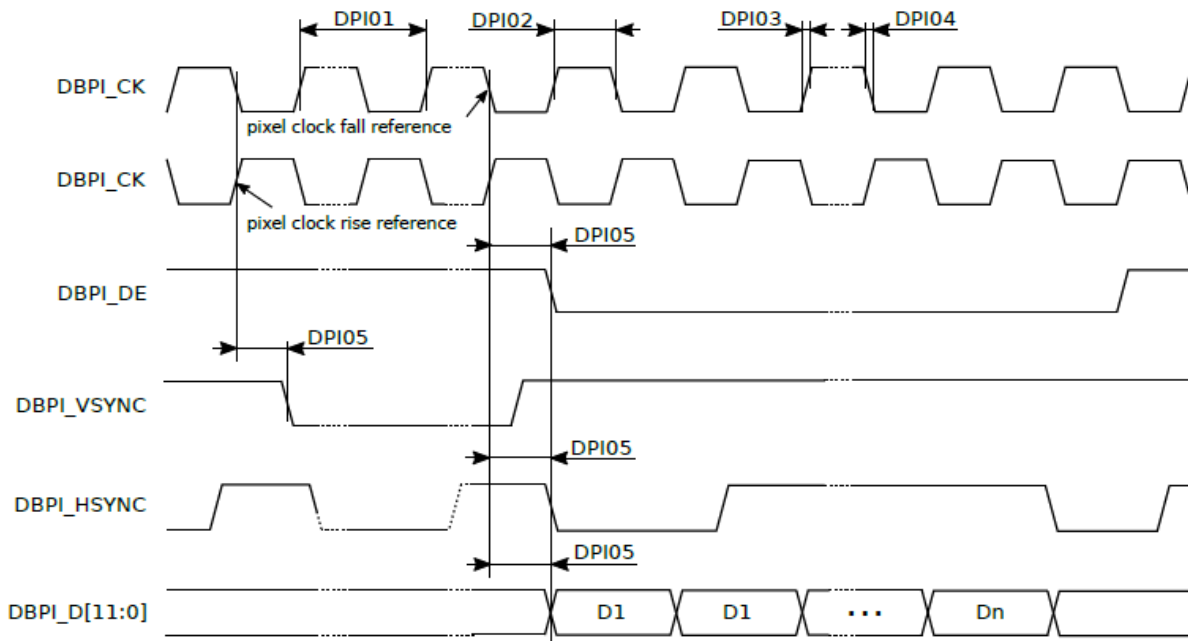 DPI01
DPI02
DPI03
DPI04
DBPI_CK
pixel clock fall reference
DBPI_CK
pixel clock rise reference
DPI05
DBPI_DE
DPI05
DBPI_VSYNC
DPI05
DBPI_HSYNC
DPI05
DBPI_D[11:0]
D1
D1
...
Dn